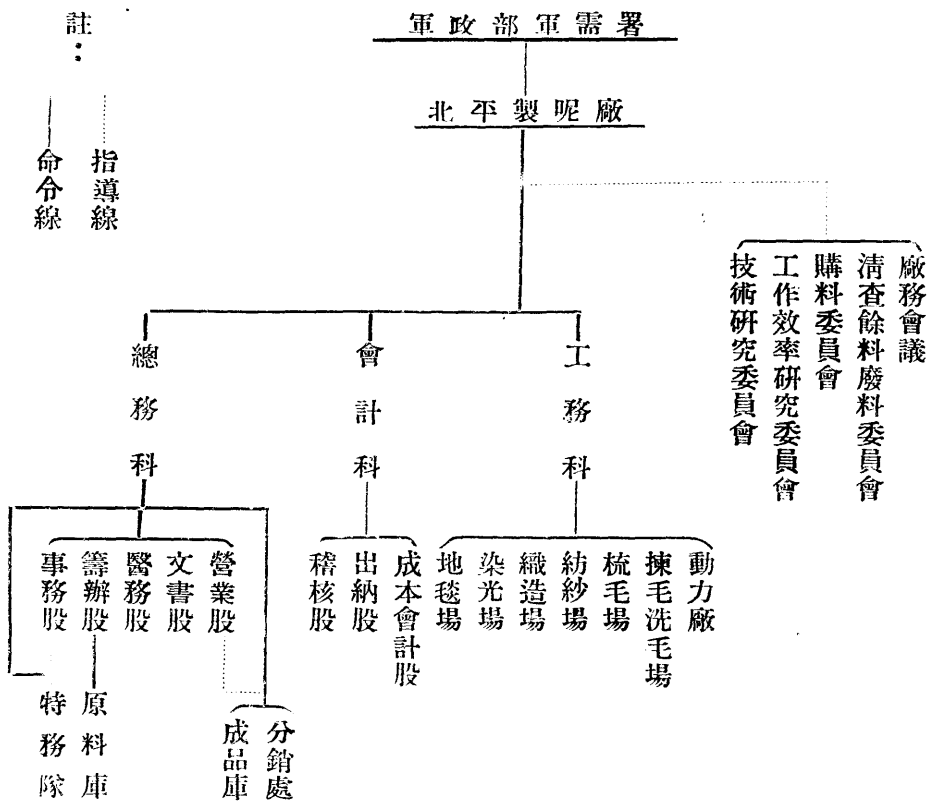 軍政部軍需署
北平製呢廠
註：
指導線
命令線
廠務會議
清查餘料廢料委員會
購料委員會
工作效率研究委員會
技術研究委員會
工務科
會計科
總務科
動力廠
揀毛洗毛場
梳毛場
紡紗場
織造場
染光場
地毯場
成本會計股
出納股
稽核股
營業股
文書股
醫務股
籌辦股
事務股
分銷處
成品庫
原料庫
特務隊